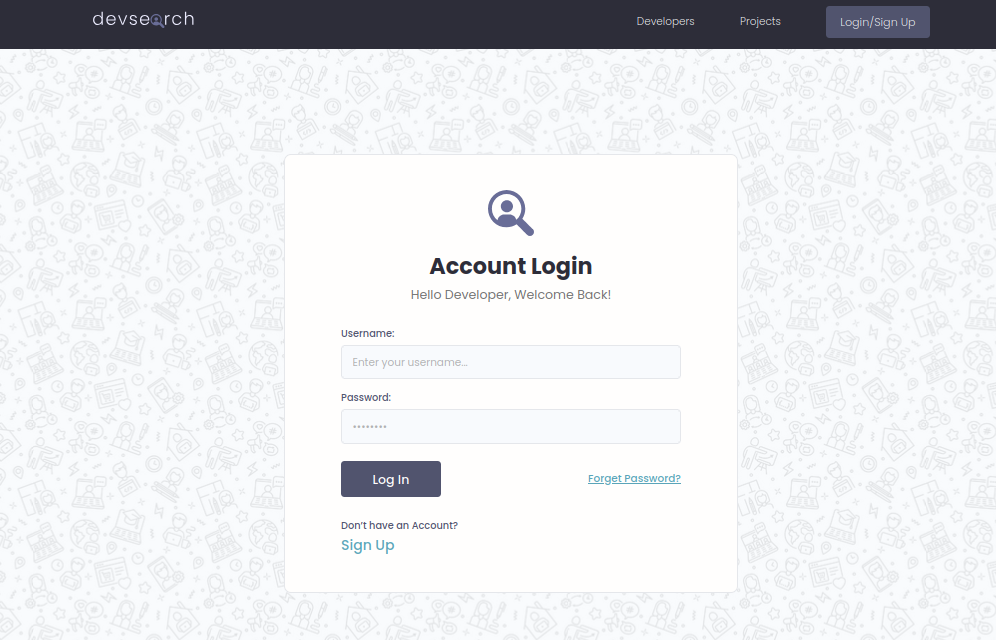 devsearch
Developers
Projects
Login/Sign Up
Account Login
Hello Developer, Welcome Back!
Username:
Enter your username...
Password:
••••••••
Log In
Forget Password?
Don't have an Account?
Sign Up